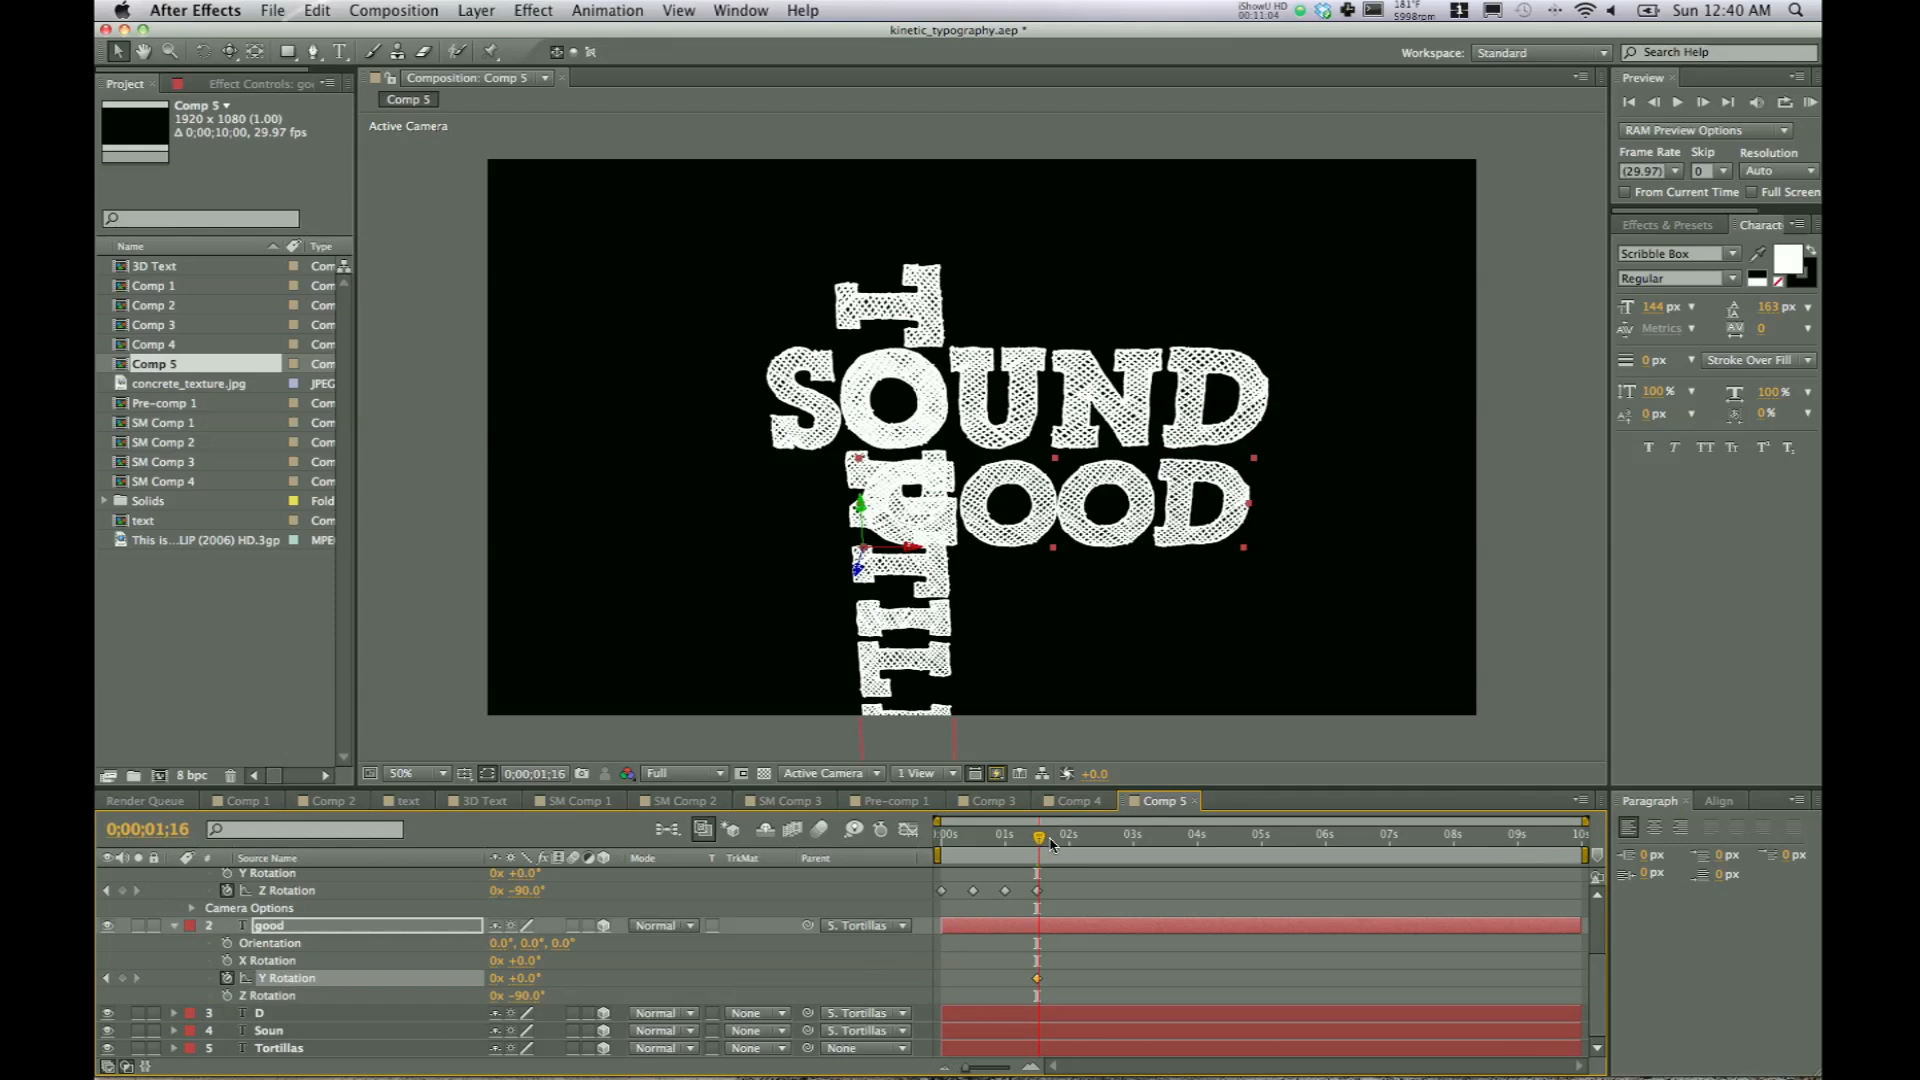 After Effects File Edit Composition Layer Effect Animation View Window Help
iShowU HD
00:11:04
181°F
5998rpm
1
Sun 12:40 AM
kinetic_typography.aep *
Workspace: Standard
Search Help
Project
Effect Controls: goo
Composition: Comp 5
Preview
Comp 5
1920 x 1080 (1.00)
Δ 0;00;10;00, 29.97 fps
Comp 5
Active Camera
RAM Preview Options
Frame Rate Skip Resolution
(29.97) 0 Auto
From Current Time Full Screen
Effects & Presets Charact
Scribble Box
Regular
144 px 163 px
Metrics 0
0 px Stroke Over Fill
100 % 100 %
0 px 0 %
T T TT Tr T¹ T₁
Name Type
3D Text Com
Comp 1 Com
Comp 2 Com
Comp 3 Com
Comp 4 Com
Comp 5 Com
concrete_texture.jpg JPEG
Pre-comp 1 Com
SM Comp 1 Com
SM Comp 2 Com
SM Comp 3 Com
SM Comp 4 Com
Solids Fold
text Com
This is...LIP (2006) HD.3gp MPE
SOUND
GOOD
8 bpc
50% 0;00;01;16 Full Active Camera 1 View +0.0
Render Queue Comp 1 Comp 2 text 3D Text SM Comp 1 SM Comp 2 SM Comp 3 Pre-comp 1 Comp 3 Comp 4 Comp 5
Paragraph Align
0;00;01;16
:00s 01s 02s 03s 04s 05s 06s 07s 08s 09s 10s
0 px 0 px 0 px
0 px 0 px
# Source Name Mode T TrkMat Parent
Y Rotation 0x +0.0°
Z Rotation 0x -90.0°
Camera Options
2 T good Normal 5. Tortillas
Orientation 0.0°, 0.0°, 0.0°
X Rotation 0x +0.0°
Y Rotation 0x +0.0°
Z Rotation 0x -90.0°
3 T D Normal None 5. Tortillas
4 T Soun Normal None 5. Tortillas
5 T Tortillas Normal None None